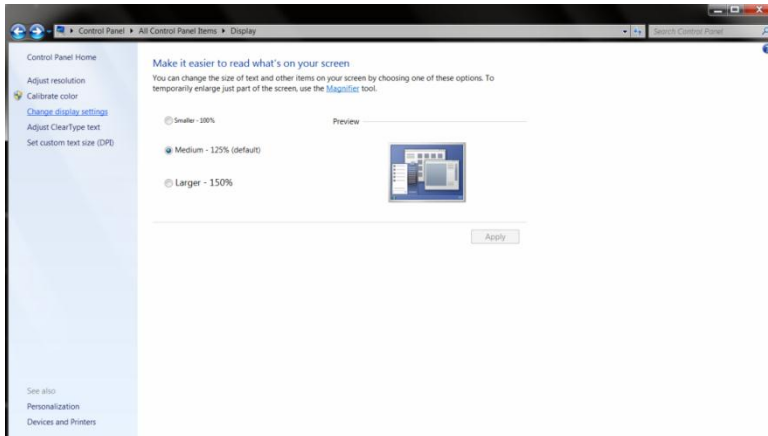 Control Panel ▸ All Control Panel Items ▸ Display
Search Control Panel
Control Panel Home
Adjust resolution
Calibrate color
Change display settings
Adjust ClearType text
Set custom text size (DPI)
See also
Personalization
Devices and Printers
Make it easier to read what's on your screen
You can change the size of text and other items on your screen by choosing one of these options. To
temporarily enlarge just part of the screen, use the Magnifier tool.
Smaller - 100%
Preview
Medium - 125% (default)
Larger - 150%
Apply